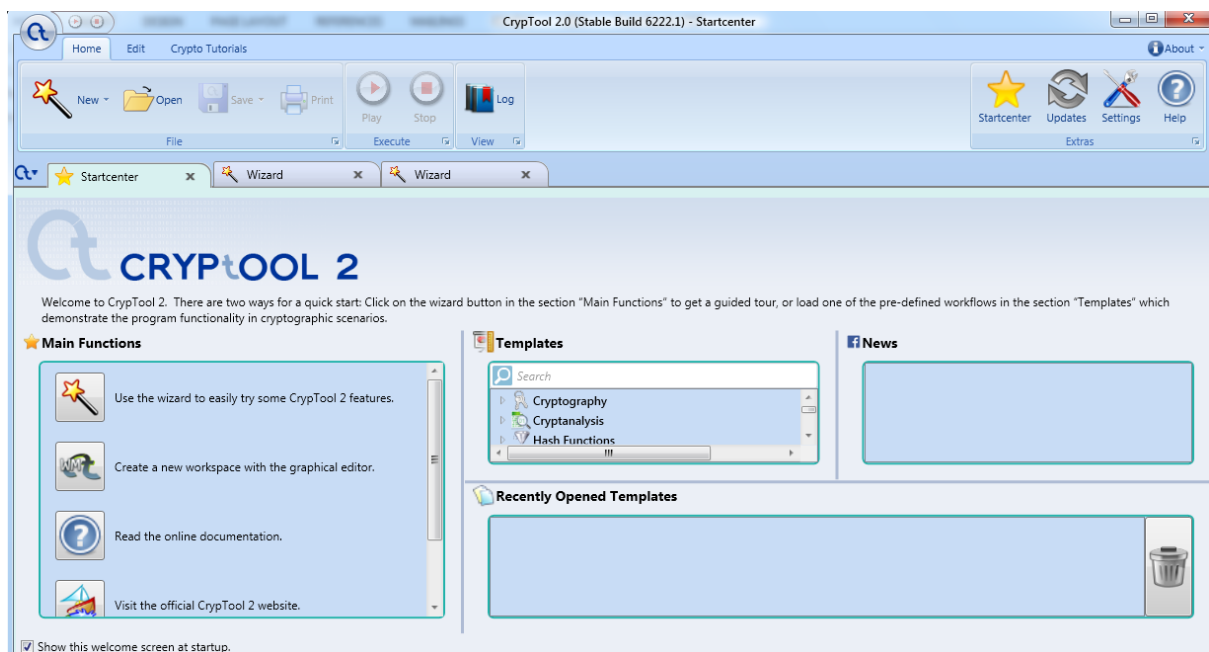 CrypTool 2.0 (Stable Build 6222.1) - Startcenter
Home Edit Crypto Tutorials About
New Open Save Print Play Stop Log Startcenter Updates Settings Help
File Execute View Extras
Startcenter x Wizard x Wizard x
CRYPtOOL 2
Welcome to CrypTool 2. There are two ways for a quick start: Click on the wizard button in the section "Main Functions" to get a guided tour, or load one of the pre-defined workflows in the section "Templates" which
demonstrate the program functionality in cryptographic scenarios.
Main Functions
Use the wizard to easily try some CrypTool 2 features.
Create a new workspace with the graphical editor.
Read the online documentation.
Visit the official CrypTool 2 website.
Templates
Search
Cryptography
Cryptanalysis
Hash Functions
News
Recently Opened Templates
Show this welcome screen at startup.